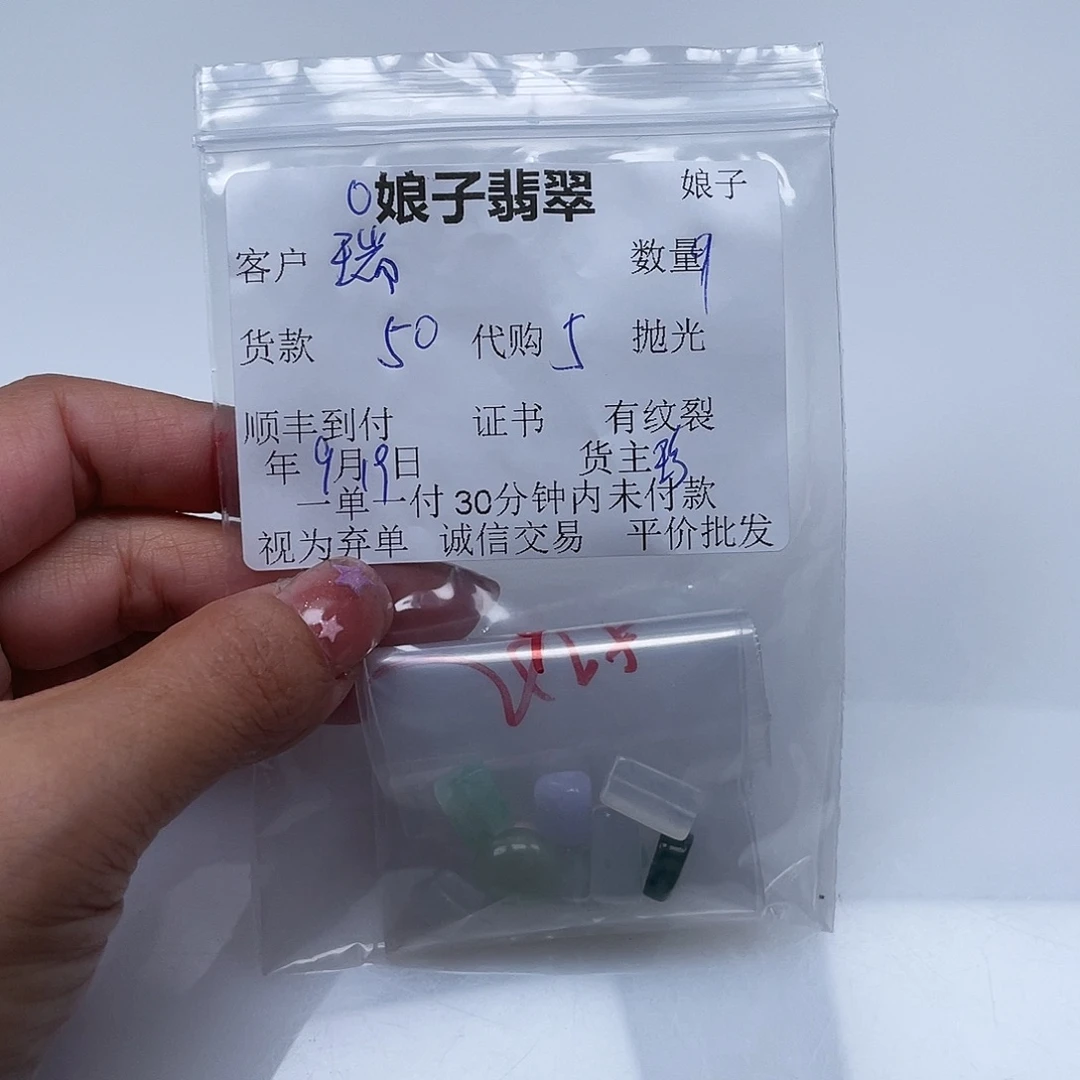 0娘子翡翠 娘子
客户 瑞 数量9
货款 50 代购 5 抛光
顺丰到付 证书 有纹裂
年 9月19日 货主
一单一付 30分钟内未付款
视为弃单 诚信交易 平价批发